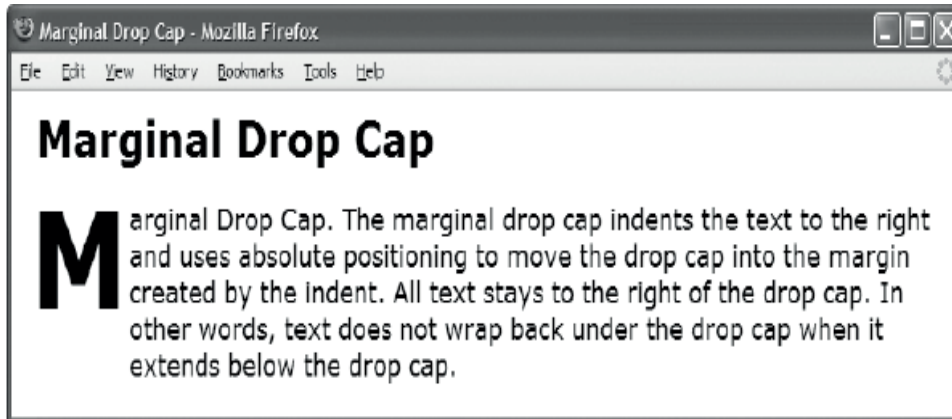 Marginal Drop Cap - Mozilla Firefox
File Edit View History Bookmarks Tools Help
Marginal Drop Cap
Marginal Drop Cap. The marginal drop cap indents the text to the right
and uses absolute positioning to move the drop cap into the margin
created by the indent. All text stays to the right of the drop cap. In
other words, text does not wrap back under the drop cap when it
extends below the drop cap.